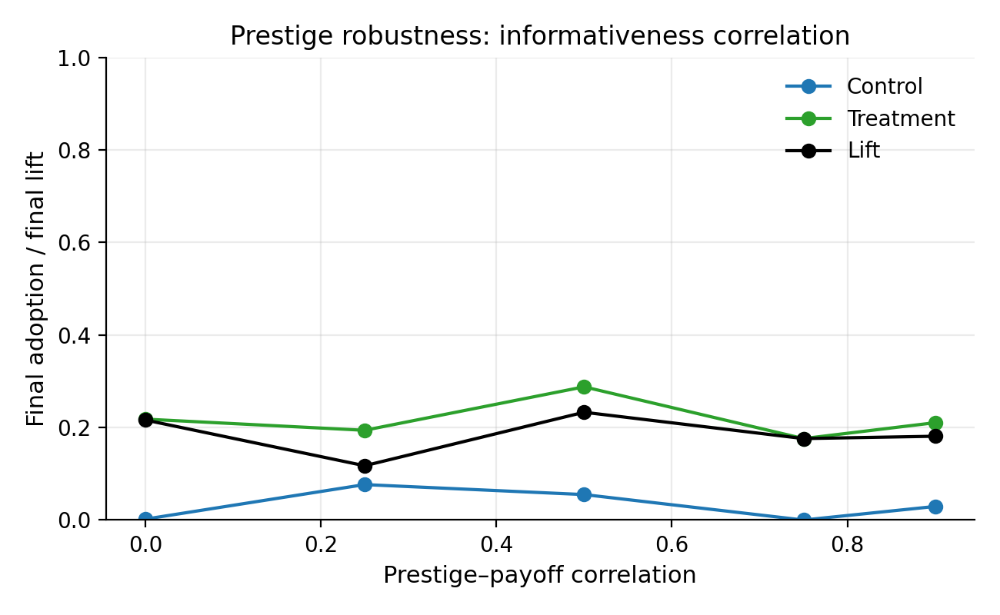 Prestige robustness: informativeness correlation
1.0
0.8
0.6
0.4
0.2
0.0
Final adoption / final lift
Control
Treatment
Lift
0.0 0.2 0.4 0.6 0.8
Prestige–payoff correlation